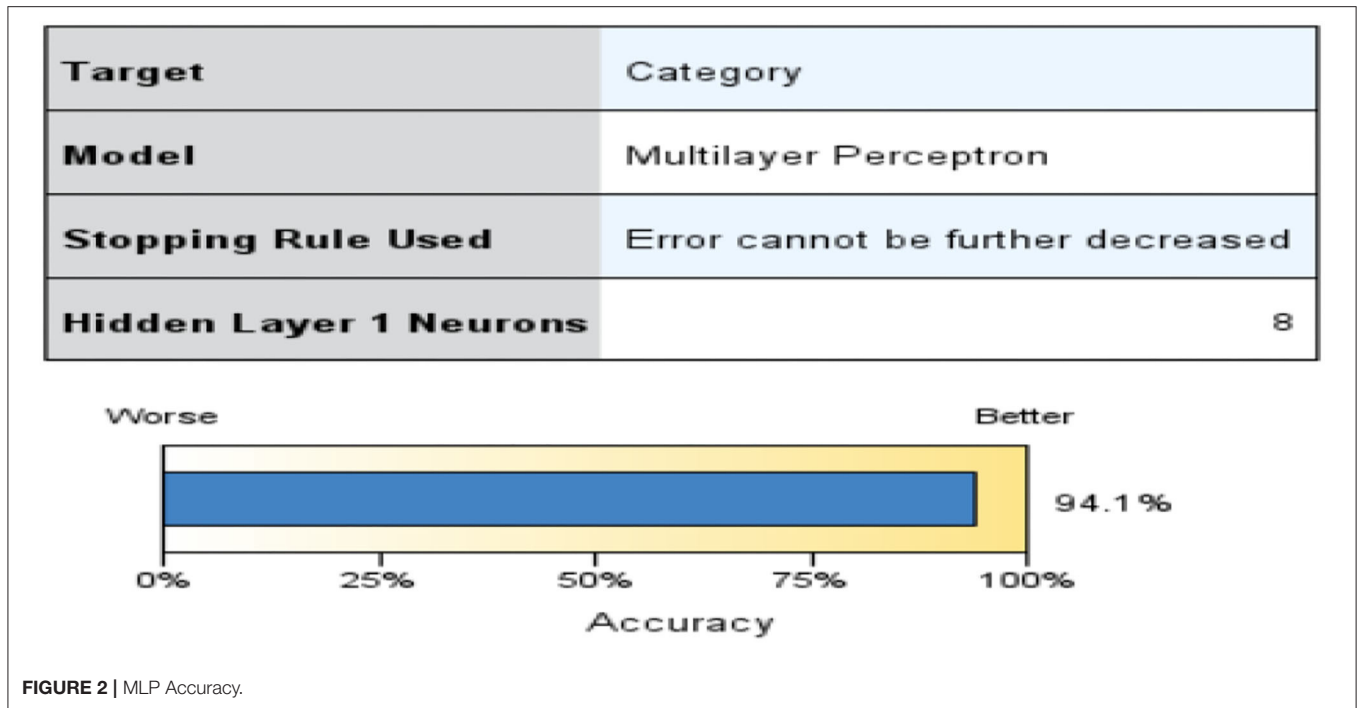 Target Category
Model Multilayer Perceptron
Stopping Rule Used Error cannot be further decreased
Hidden Layer 1 Neurons 8
Worse Better
94.1%
0% 25% 50% 75% 100%
Accuracy
FIGURE 2 | MLP Accuracy.